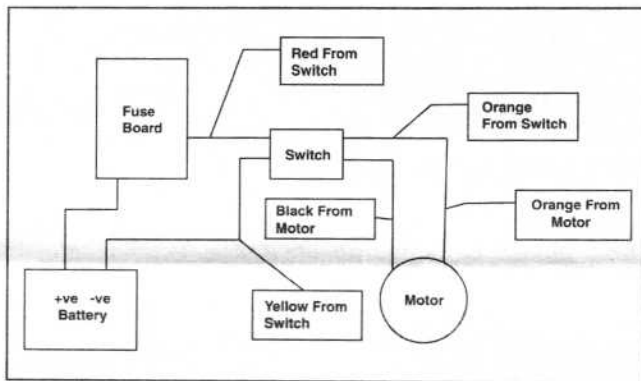 Red From
Switch
Fuse
Board
Orange
From Switch
Switch
Black From
Motor
Orange From
Motor
+ve -ve
Battery
Yellow From
Switch
Motor